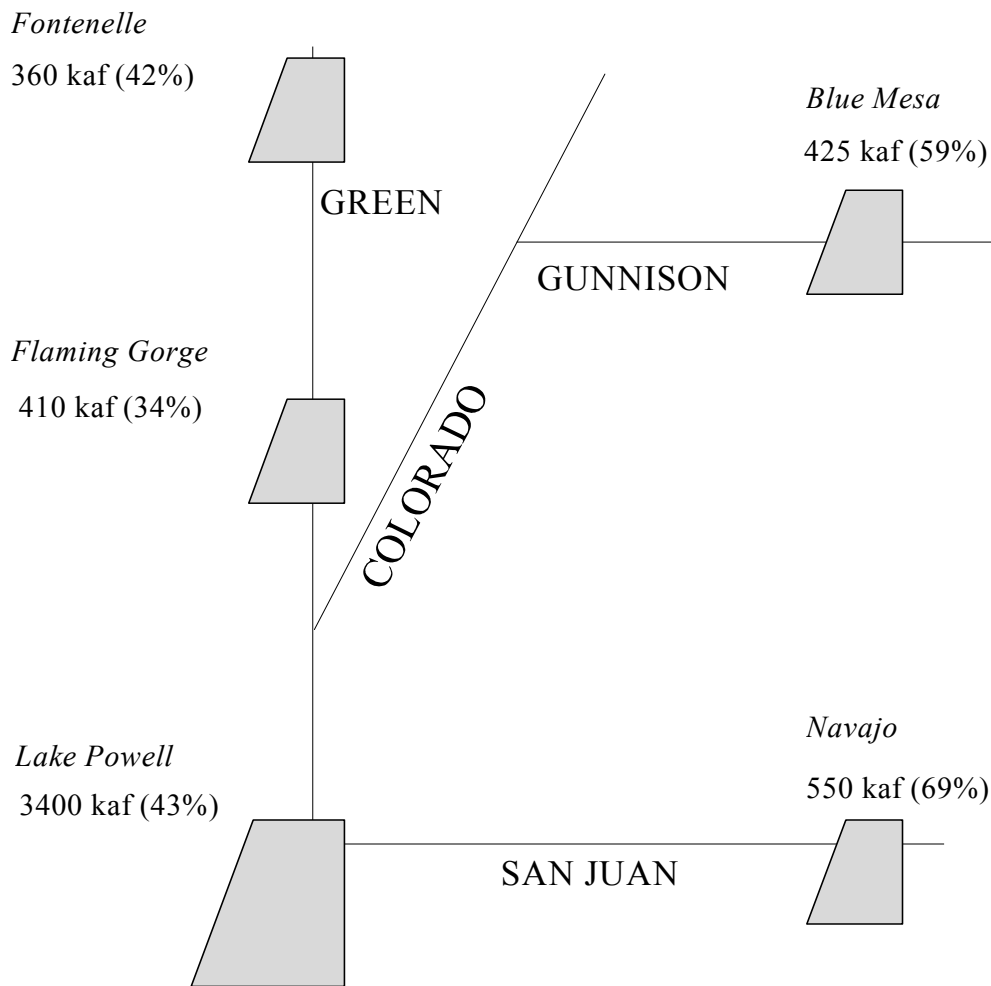 Fontenelle
360 kaf (42%)
Blue Mesa
425 kaf (59%)
GREEN
GUNNISON
Flaming Gorge
410 kaf (34%)
COLORADO
Lake Powell
3400 kaf (43%)
Navajo
550 kaf (69%)
SAN JUAN